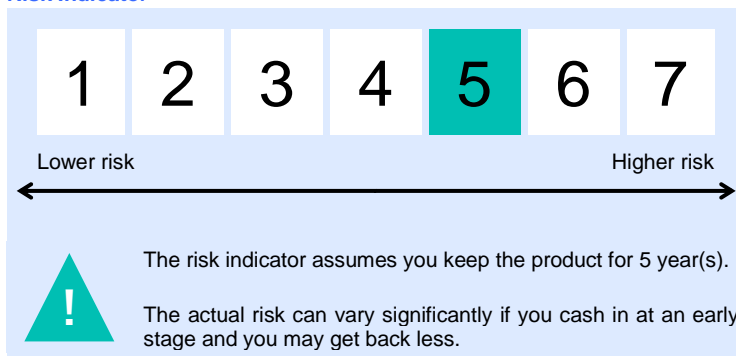 Risk Indicator
1 2 3 4 5 6 7
Lower risk Higher risk
The risk indicator assumes you keep the product for 5 year(s).
!
The actual risk can vary significantly if you cash in at an early
stage and you may get back less.